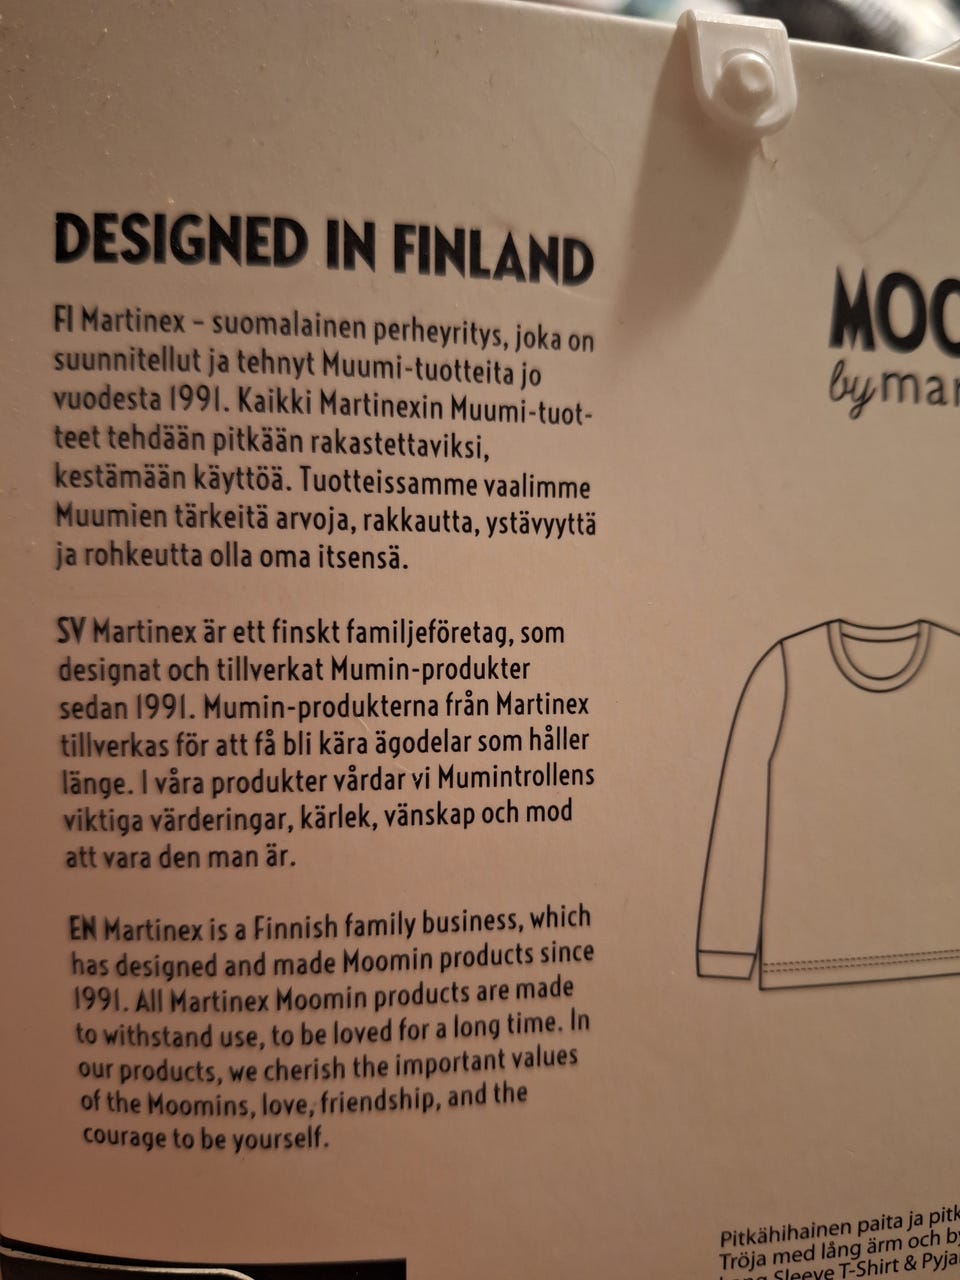 DESIGNED IN FINLAND
FI Martinex – suomalainen perheyritys, joka on
suunnitellut ja tehnyt Muumi-tuotteita jo
vuodesta 1991. Kaikki Martinexin Muumi-tuot-
teet tehdään pitkään rakastettaviksi,
kestämään käyttöä. Tuotteissamme vaalimme
Muumien tärkeitä arvoja, rakkautta, ystävyyttä
ja rohkeutta olla oma itsensä.
SV Martinex är ett finskt familjeföretag, som
designat och tillverkat Mumin-produkter
sedan 1991. Mumin-produkterna från Martinex
tillverkas för att få bli kära ägodelar som håller
länge. I våra produkter vårdar vi Mumintrollens
viktiga värderingar, kärlek, vänskap och mod
att vara den man är.
EN Martinex is a Finnish family business, which
has designed and made Moomin products since
1991. All Martinex Moomin products are made
to withstand use, to be loved for a long time. In
our products, we cherish the important values
of the Moomins, love, friendship, and the
courage to be yourself.
MOO
by mar
Pitkähihainen paita ja pitk
Tröja med lång ärm och by
Long Sleeve T-Shirt & Pyja